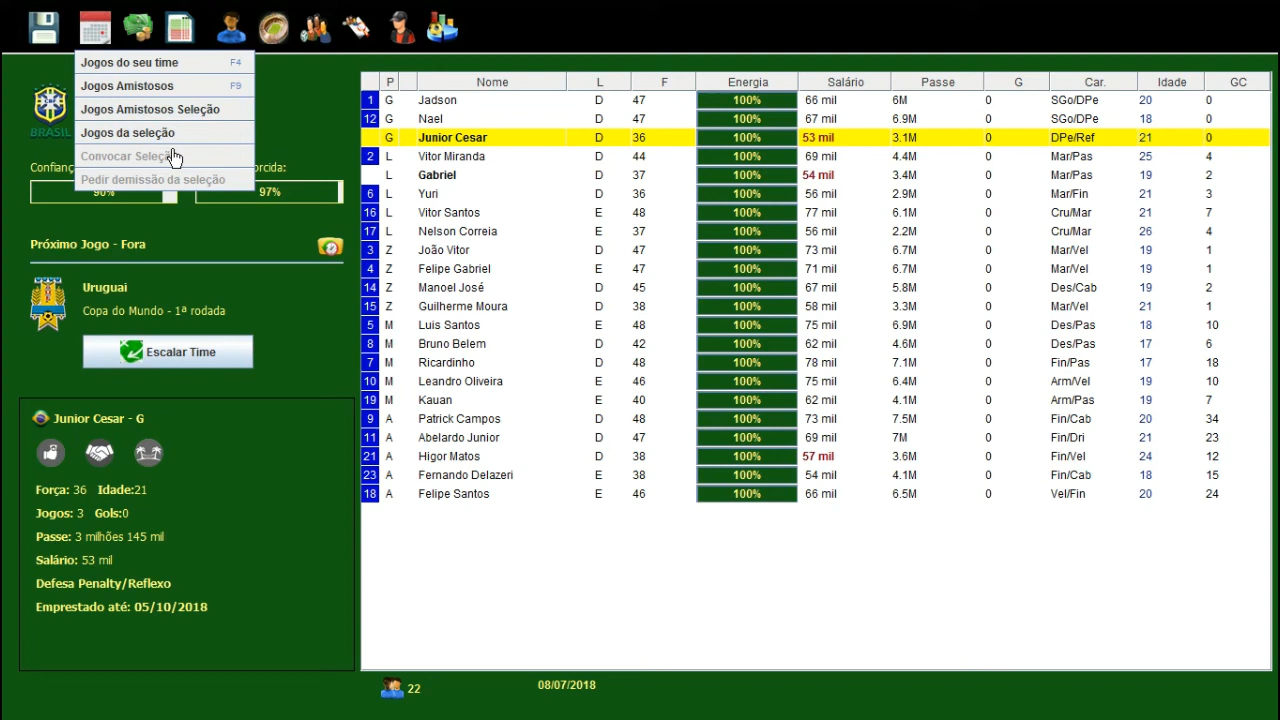 Jogos do seu time F4
Jogos Amistosos F9
Jogos Amistosos Seleção
Jogos da seleção
Convocar Seleç
Pedir demissão da seleção
BRASIL
Confianç orcida:
90% 97%
Próximo Jogo - Fora
Uruguai
Copa do Mundo - 1ª rodada
Escalar Time
Junior Cesar - G
Força: 36 Idade:21
Jogos: 3 Gols:0
Passe: 3 milhões 145 mil
Salário: 53 mil
Defesa Penalty/Reflexo
Emprestado até: 05/10/2018
P Nome L F Energia Salário Passe G Car. Idade GC
1 G Jadson D 47 100% 66 mil 6M 0 SGo/DPe 20 0
12 G Nael D 47 100% 67 mil 6.9M 0 SGo/DPe 18 0
G Junior Cesar D 36 100% 53 mil 3.1M 0 DPe/Ref 21 0
2 L Vitor Miranda D 44 100% 69 mil 4.4M 0 Mar/Pas 25 4
L Gabriel D 37 100% 54 mil 3.4M 0 Mar/Pas 19 2
6 L Yuri D 36 100% 56 mil 2.9M 0 Mar/Fin 21 3
16 L Vitor Santos E 48 100% 77 mil 6.1M 0 Cru/Mar 21 7
17 L Nelson Correia E 37 100% 56 mil 2.2M 0 Cru/Mar 26 4
3 Z João Vitor D 47 100% 73 mil 6.7M 0 Mar/Vel 19 1
4 Z Felipe Gabriel E 47 100% 71 mil 6.7M 0 Mar/Vel 19 1
14 Z Manoel José D 45 100% 67 mil 5.8M 0 Des/Cab 19 2
15 Z Guilherme Moura D 38 100% 58 mil 3.3M 0 Mar/Vel 21 1
5 M Luis Santos E 48 100% 75 mil 6.9M 0 Des/Pas 18 10
8 M Bruno Belem D 42 100% 62 mil 4.6M 0 Des/Pas 17 6
7 M Ricardinho D 48 100% 78 mil 7.1M 0 Fin/Pas 17 18
10 M Leandro Oliveira E 46 100% 75 mil 6.4M 0 Arm/Vel 19 10
19 M Kauan E 40 100% 62 mil 4.1M 0 Arm/Pas 19 7
9 A Patrick Campos D 48 100% 73 mil 7.5M 0 Fin/Cab 20 34
11 A Abelardo Junior D 47 100% 69 mil 7M 0 Fin/Dri 21 23
21 A Higor Matos D 38 100% 57 mil 3.6M 0 Fin/Vel 24 12
23 A Fernando Delazeri E 38 100% 54 mil 4.1M 0 Fin/Cab 18 15
18 A Felipe Santos E 46 100% 66 mil 6.5M 0 Vel/Fin 20 24
22 08/07/2018